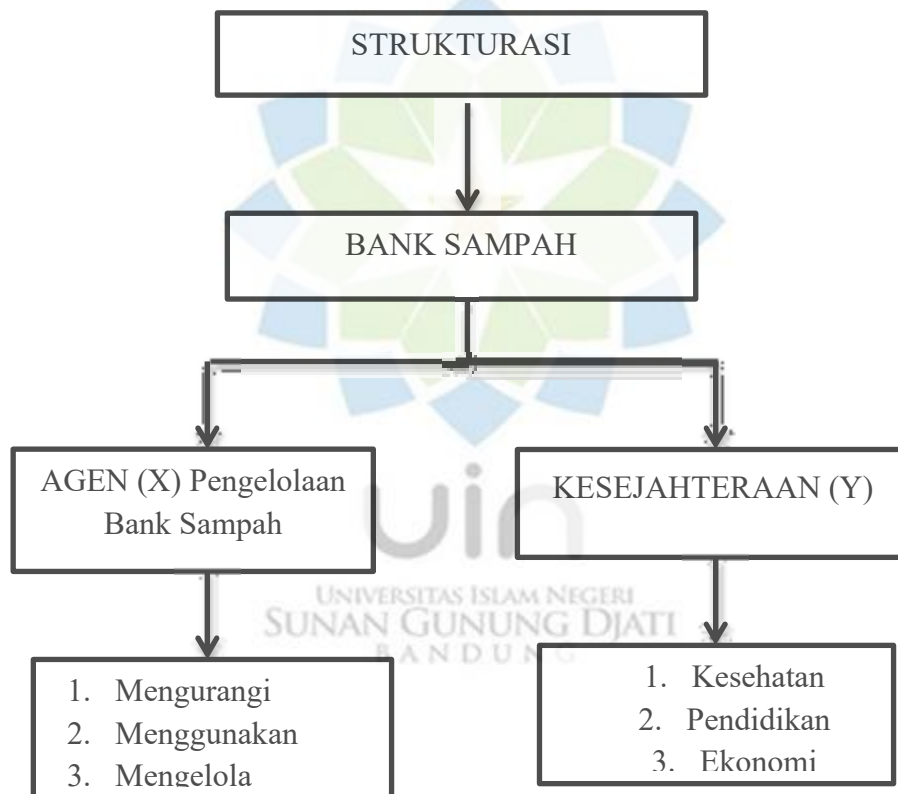 STRUKTURASI
BANK SAMPAH
AGEN (X) Pengelolaan
Bank Sampah
KESEJAHTERAAN (Y)
uin
UNIVERSITAS ISLAM NEGERI
SUNAN GUNUNG DJATI
BANDUNG
1. Mengurangi
2. Menggunakan
3. Mengelola
1. Kesehatan
2. Pendidikan
3. Ekonomi